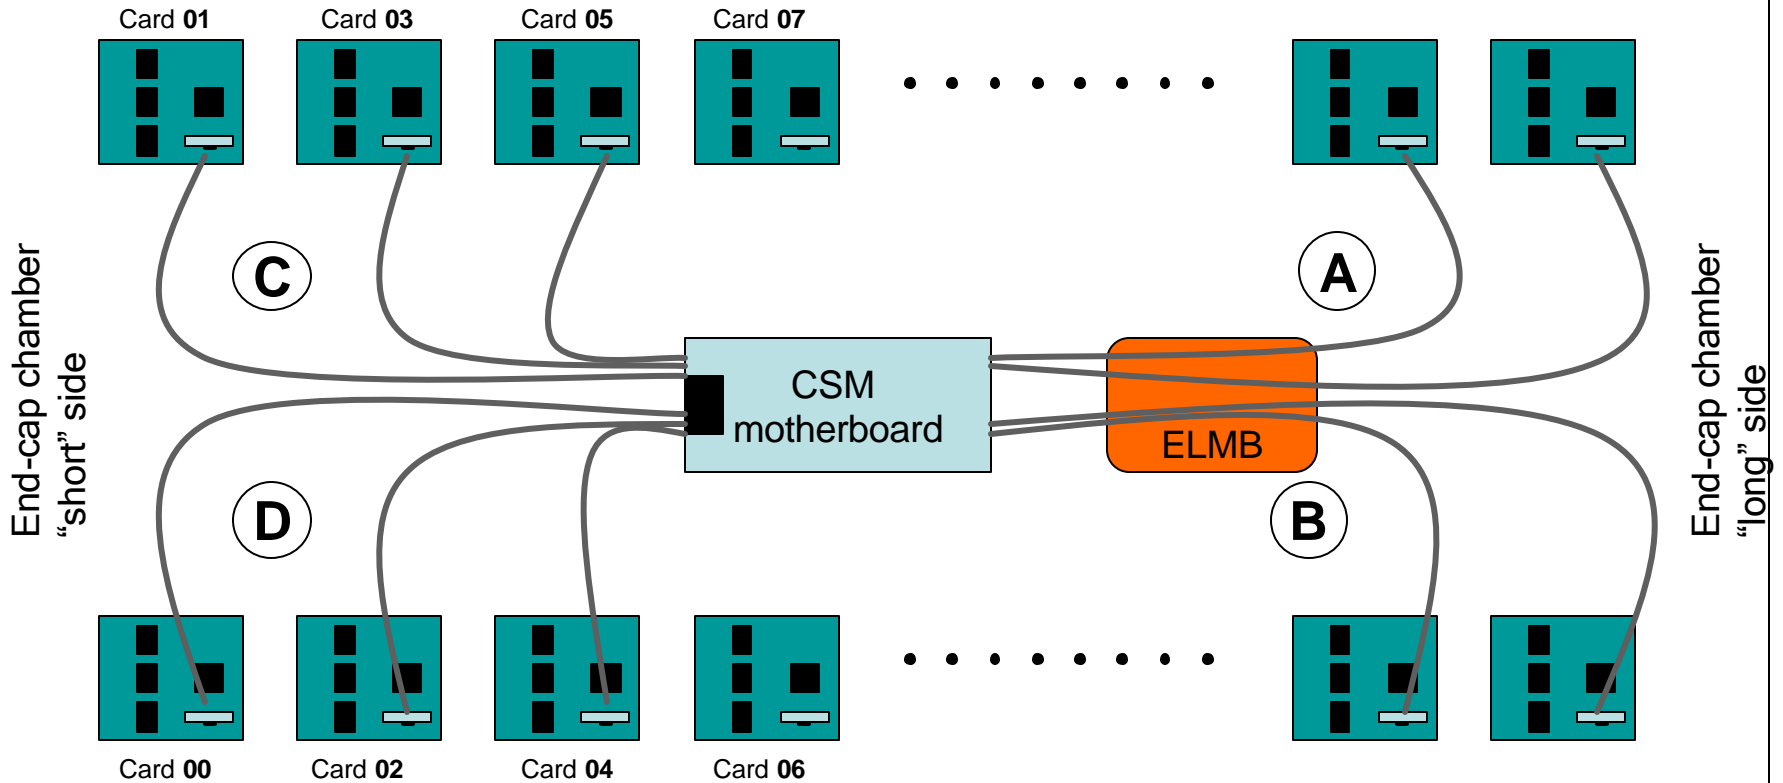 Card 01
Card 03
Card 05
Card 07
C
A
End-cap chamber
“short” side
CSM
motherboard
ELMB
End-cap chamber
“long” side
D
B
Card 00
Card 02
Card 04
Card 06